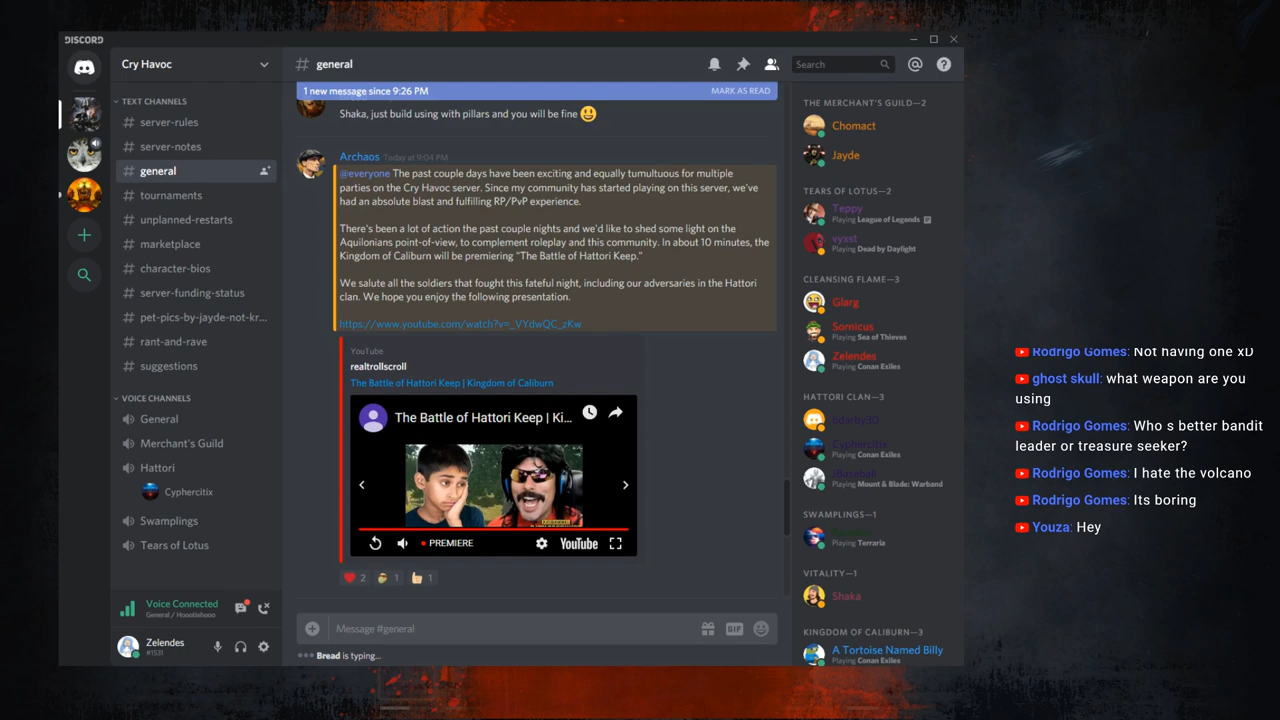 DISCORD
Cry Havoc
general
Search
1 new message since 9:26 PM
MARK AS READ
TEXT CHANNELS
server-rules
server-notes
general
tournaments
unplanned-restarts
marketplace
character-bios
server-funding-status
pet-pics-by-jayde-not-kr...
rant-and-rave
suggestions
VOICE CHANNELS
General
Merchant's Guild
Hattori
Cyphercitix
Swamplings
Tears of Lotus
Voice Connected
General / Hoootiehooo
Zelendes
#1531
Shaka, just build using with pillars and you will be fine
Archaos Today at 9:04 PM
@everyone The past couple days have been exciting and equally tumultuous for multiple
parties on the Cry Havoc server. Since my community has started playing on this server, we've
had an absolute blast and fulfilling RP/PvP experience.
There's been a lot of action the past couple nights and we'd like to shed some light on the
Aquilonians point-of-view, to complement roleplay and this community. In about 10 minutes, the
Kingdom of Caliburn will be premiering "The Battle of Hattori Keep."
We salute all the soldiers that fought this fateful night, including our adversaries in the Hattori
clan. We hope you enjoy the following presentation.
https://www.youtube.com/watch?v=_VYdwQC_zKw
YouTube
realtrollscroll
The Battle of Hattori Keep | Kingdom of Caliburn
The Battle of Hattori Keep | Ki...
PREMIERE
YouTube
2
1
1
Message #general
GIF
Bread is typing...
THE MERCHANT'S GUILD—2
Chomact
Jayde
TEARS OF LOTUS—2
Teppy
Playing League of Legends
vyxst
Playing Dead by Daylight
CLEANSING FLAME—3
Glarg
Somicus
Playing Sea of Thieves
Zelendes
Playing Conan Exiles
HATTORI CLAN—3
bdarby30
Cyphercitix
Playing Conan Exiles
Playing Mount & Blade: Warband
SWAMPLINGS—1
Playing Terraria
VITALITY—1
Shaka
KINGDOM OF CALIBURN—3
A Tortoise Named Billy
Playing Conan Exiles
Rodrigo Gomes: Not having one xD
ghost skull: what weapon are you
using
Rodrigo Gomes: Who s better bandit
leader or treasure seeker?
Rodrigo Gomes: I hate the volcano
Rodrigo Gomes: Its boring
Youza: Hey